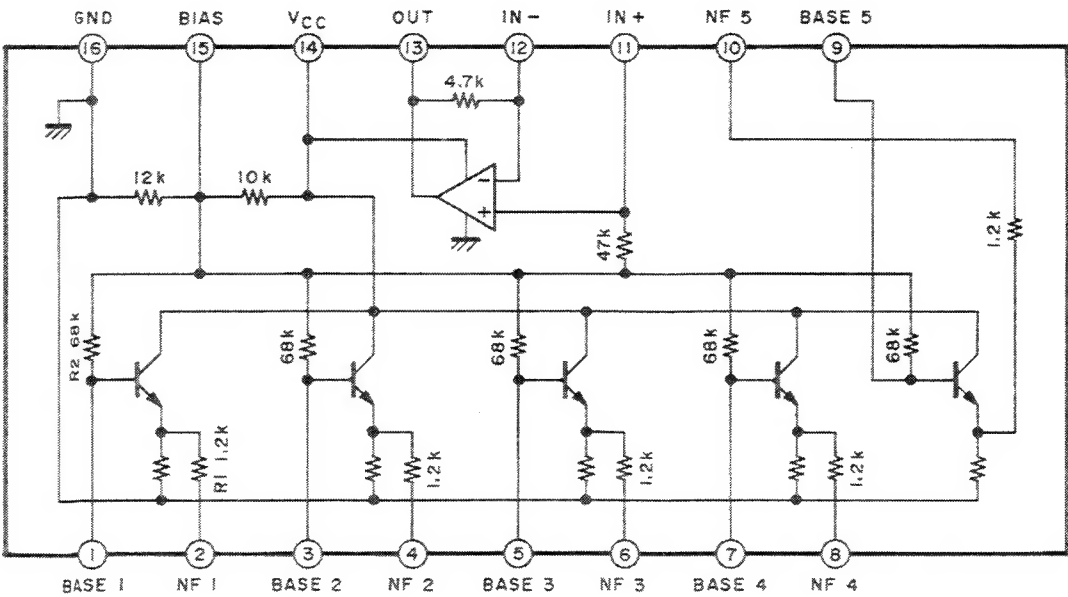 GND BIAS VCC OUT IN- IN+ NF 5 BASE 5
16 15 14 13 12 11 10 9
4.7k
- 
12k 10k
+
47k
1.2k
R2 68k 68k 68k 68k 68k
R1 1.2k 1.2k 1.2k 1.2k
1 2 3 4 5 6 7 8
BASE 1 NF 1 BASE 2 NF 2 BASE 3 NF 3 BASE 4 NF 4